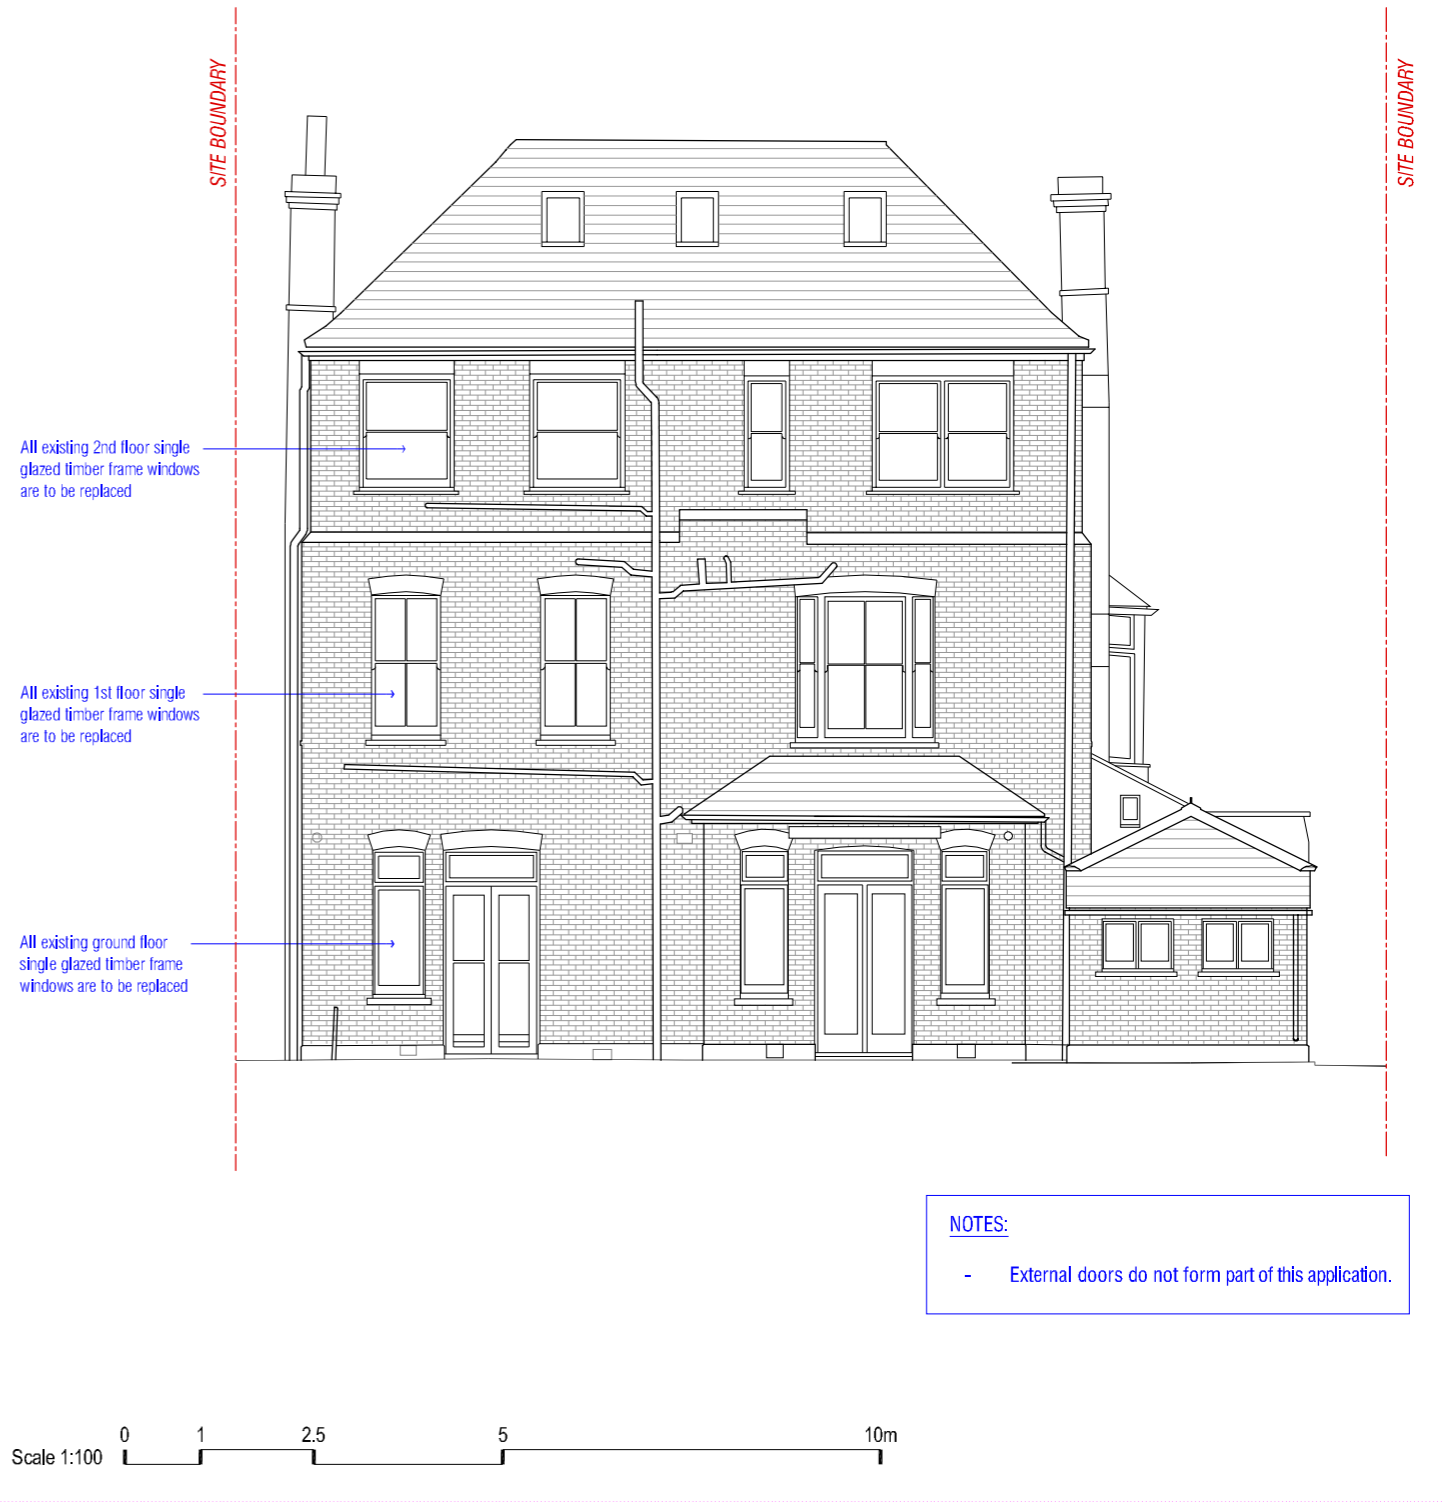 SITE BOUNDARY
SITE BOUNDARY
All existing 2nd floor single
glazed timber frame windows
are to be replaced
All existing 1st floor single
glazed timber frame windows
are to be replaced
All existing ground floor
single glazed timber frame
windows are to be replaced
NOTES:
- External doors do not form part of this application.
0 1 2.5 5 10m
Scale 1:100